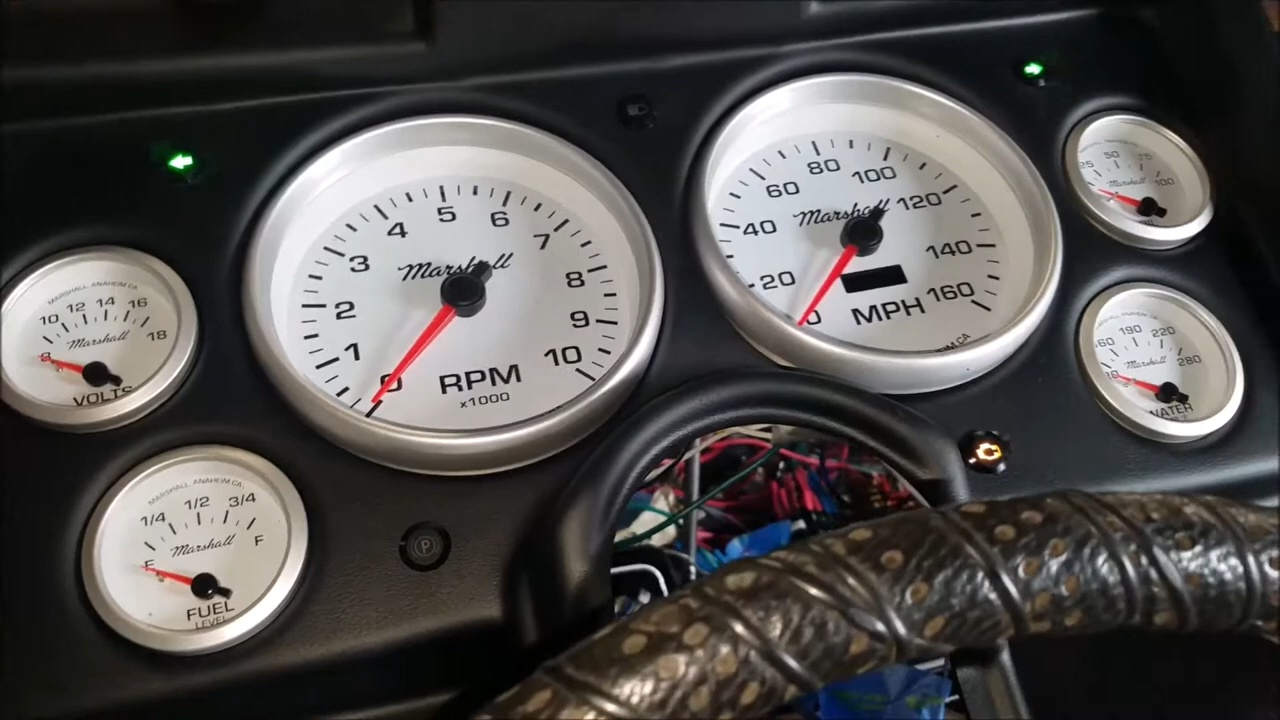 MARSHALL ANAHEIM CA.
8 10 12 14 16 18
Marshall
VOLTS
MARSHALL ANAHEIM CA.
E 1/4 1/2 3/4 F
Marshall
FUEL
LEVEL
0 1 2 3 4 5 6 7 8 9 10
Marshall
RPM
x1000
P
0 20 40 60 80 100 120 140 160
Marshall
MPH
25 50 75 100
Marshall
190 220 280
Marshall
WATER